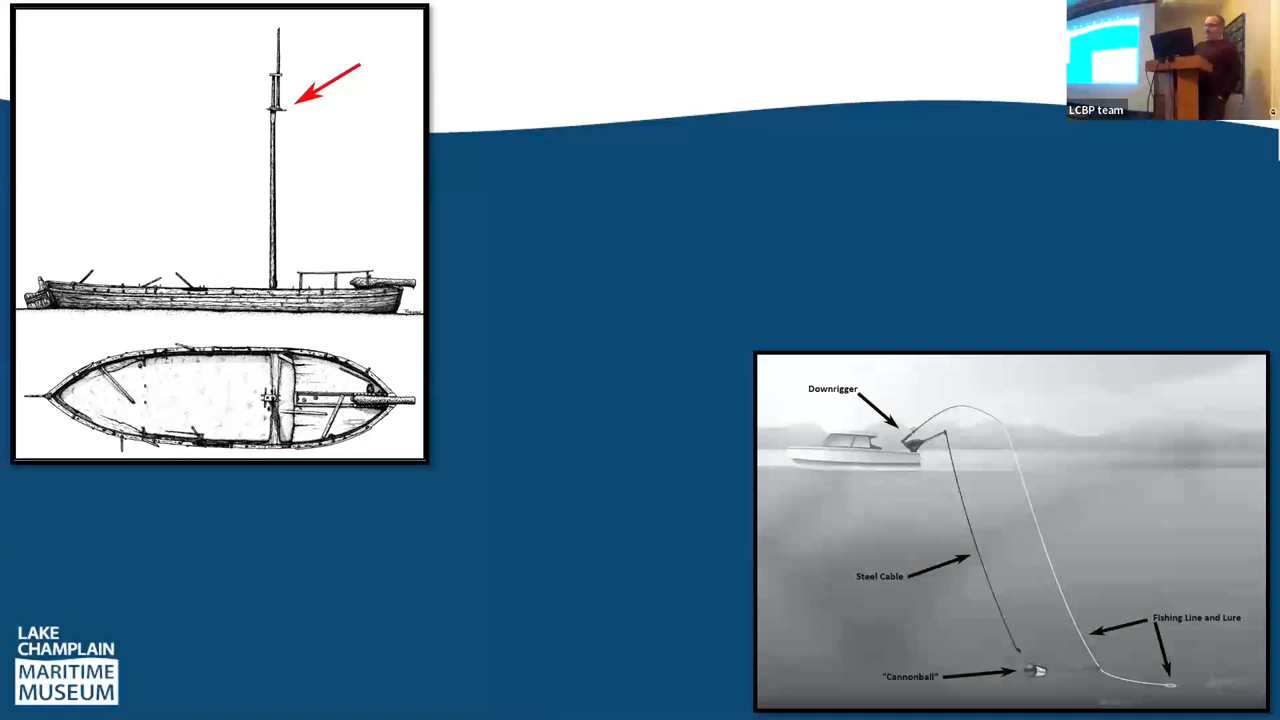 LCBP team
Downrigger
Steel Cable
Fishing Line and Lure
"Cannonball"
LAKE
CHAMPLAIN
MARITIME
MUSEUM